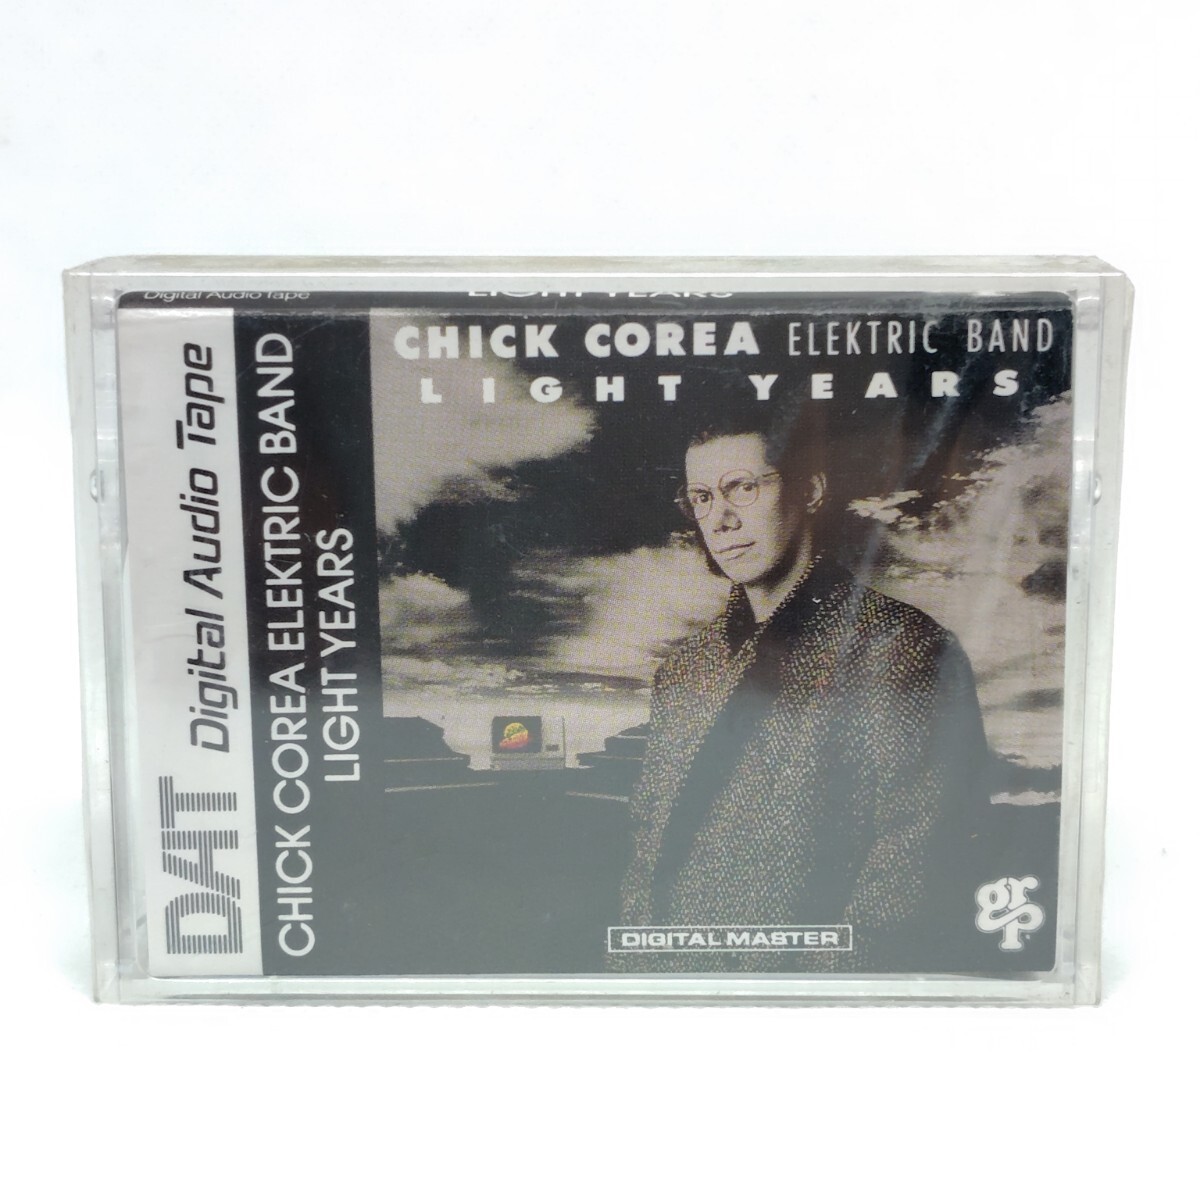 Digital Audio Tape
LIGHT YEARS
DAT Digital Audio Tape
CHICK COREA ELEKTRIC BAND
LIGHT YEARS
CHICK COREA ELEKTRIC BAND
LIGHT YEARS
DIGITAL MASTER
grp